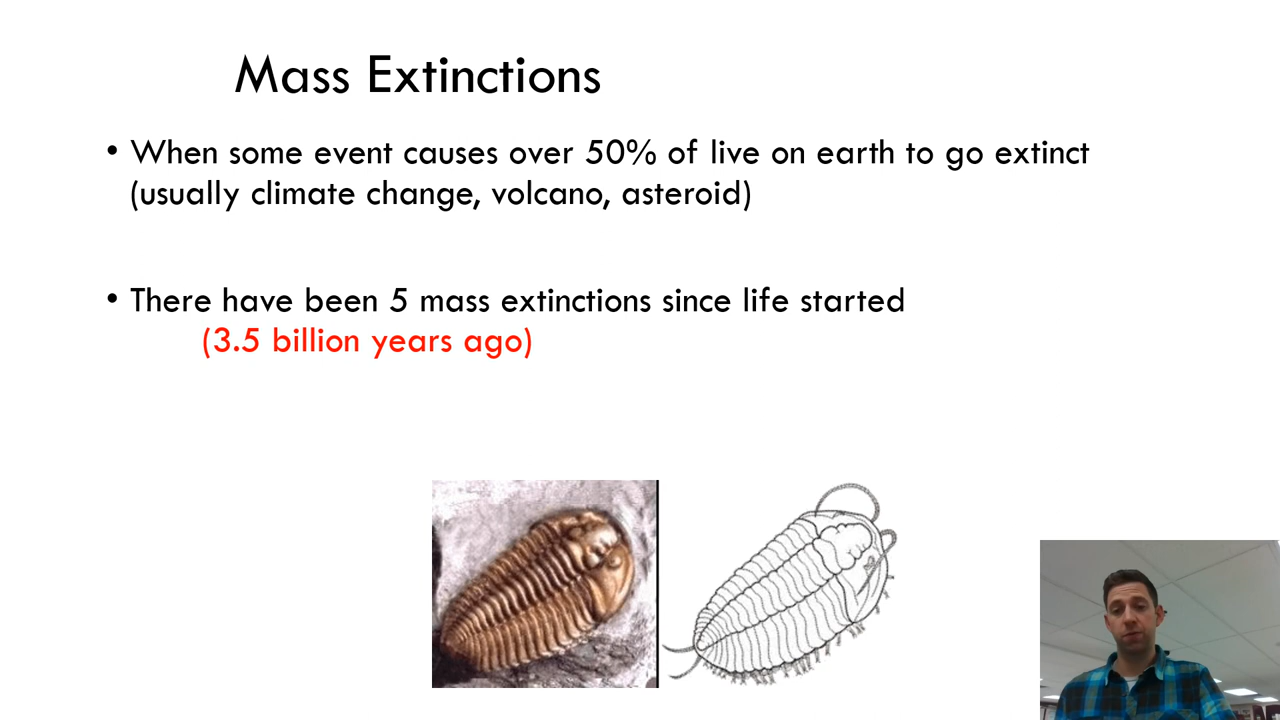 Mass Extinctions
• When some event causes over 50% of live on earth to go extinct
(usually climate change, volcano, asteroid)
• There have been 5 mass extinctions since life started
(3.5 billion years ago)